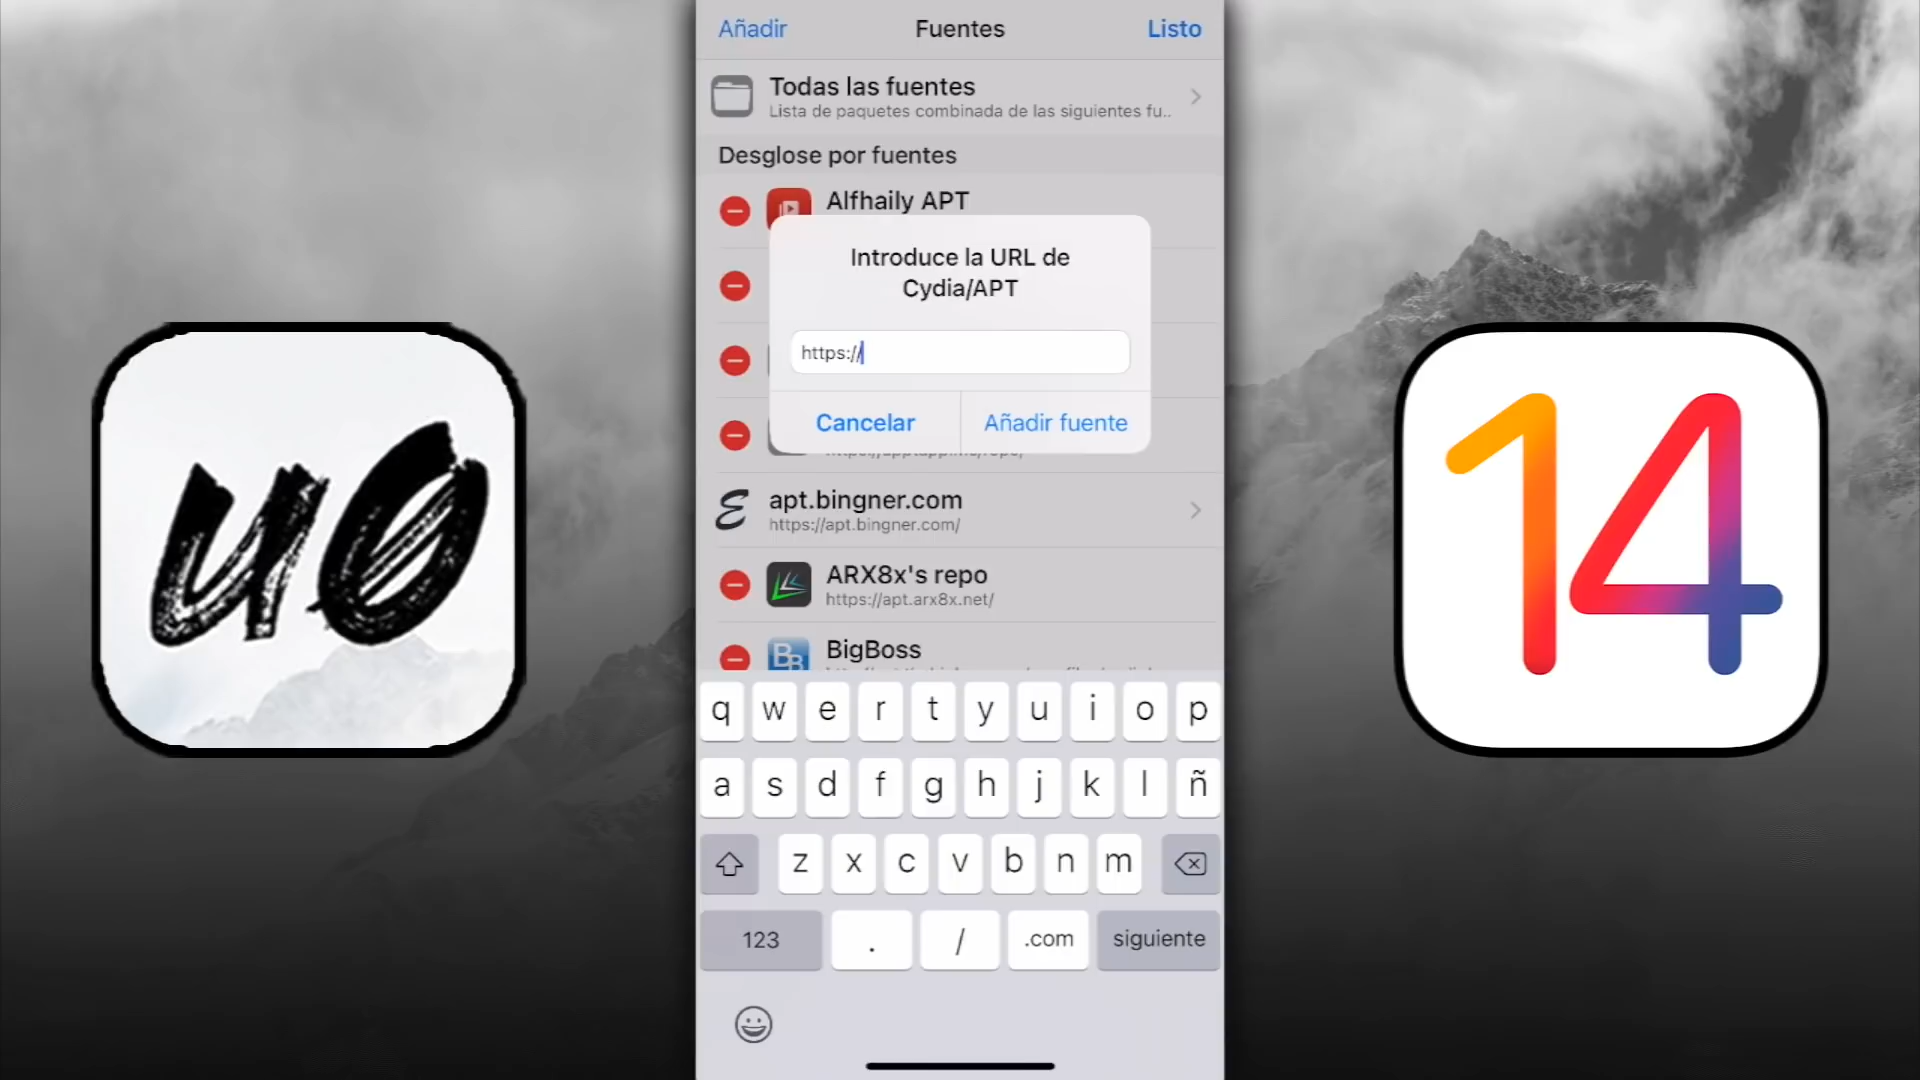 Añadir
Fuentes
Listo
Todas las fuentes
Lista de paquetes combinada de las siguientes fu..
Desglose por fuentes
Alfhaily APT
Introduce la URL de
Cydia/APT
https://
Cancelar
Añadir fuente
apt.bingner.com
https://apt.bingner.com/
ARX8x's repo
https://apt.arx8x.net/
BigBoss
BB
u0
14
q w e r t y u i o p
a s d f g h j k l ñ
z x c v b n m
123 . / .com siguiente